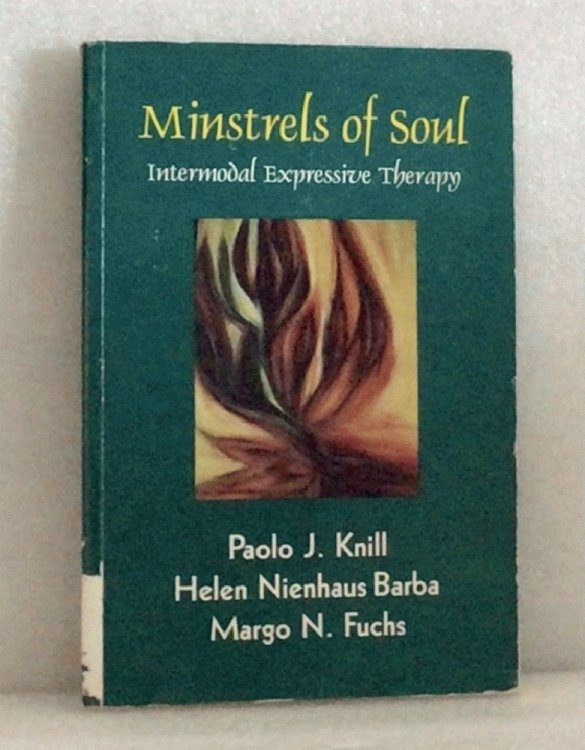 Minstrels of Soul
Intermodal Expressive Therapy
Paolo J. Knill
Helen Nienhaus Barba
Margo N. Fuchs